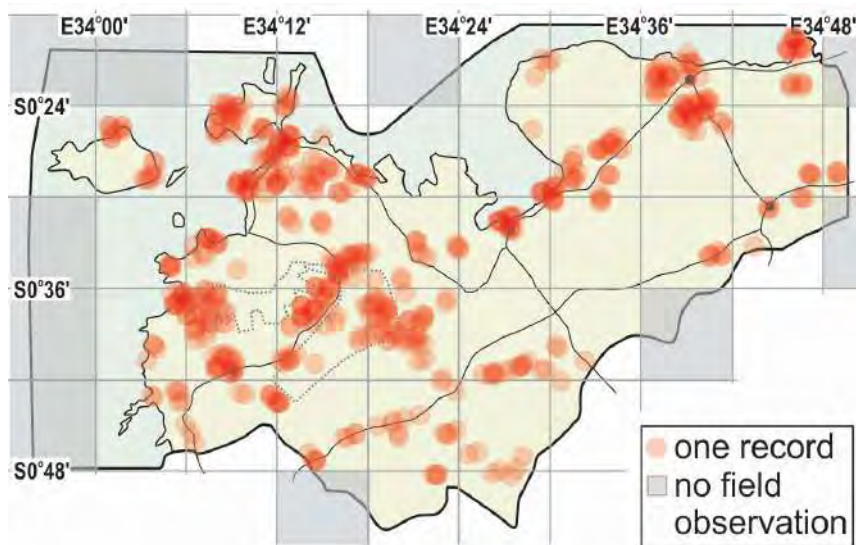 E34°00' E34°12' E34°24' E34°36' E34°48'
S0°24'
S0°36'
S0°48'
one record
no field
observation